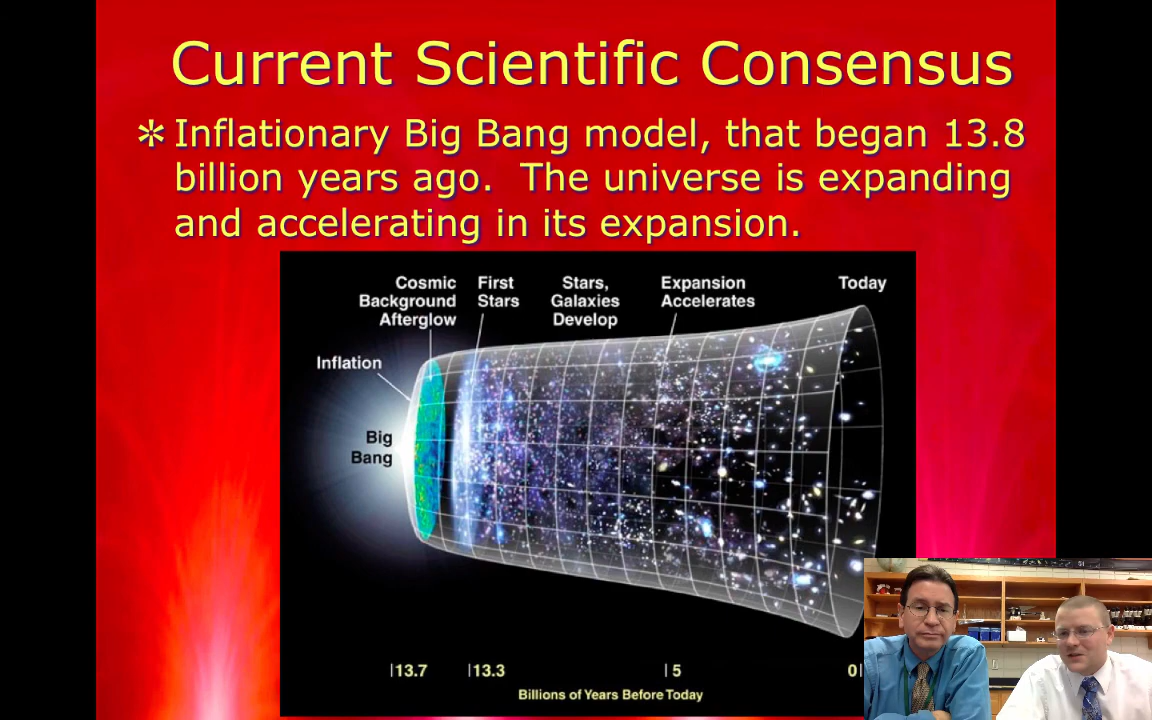 Current Scientific Consensus
✲ Inflationary Big Bang model, that began 13.8
billion years ago.  The universe is expanding
and accelerating in its expansion.
Cosmic
Background
Afterglow
First
Stars
Stars,
Galaxies
Develop
Expansion
Accelerates
Today
Inflation
Big
Bang
13.7
13.3
5
0
Billions of Years Before Today